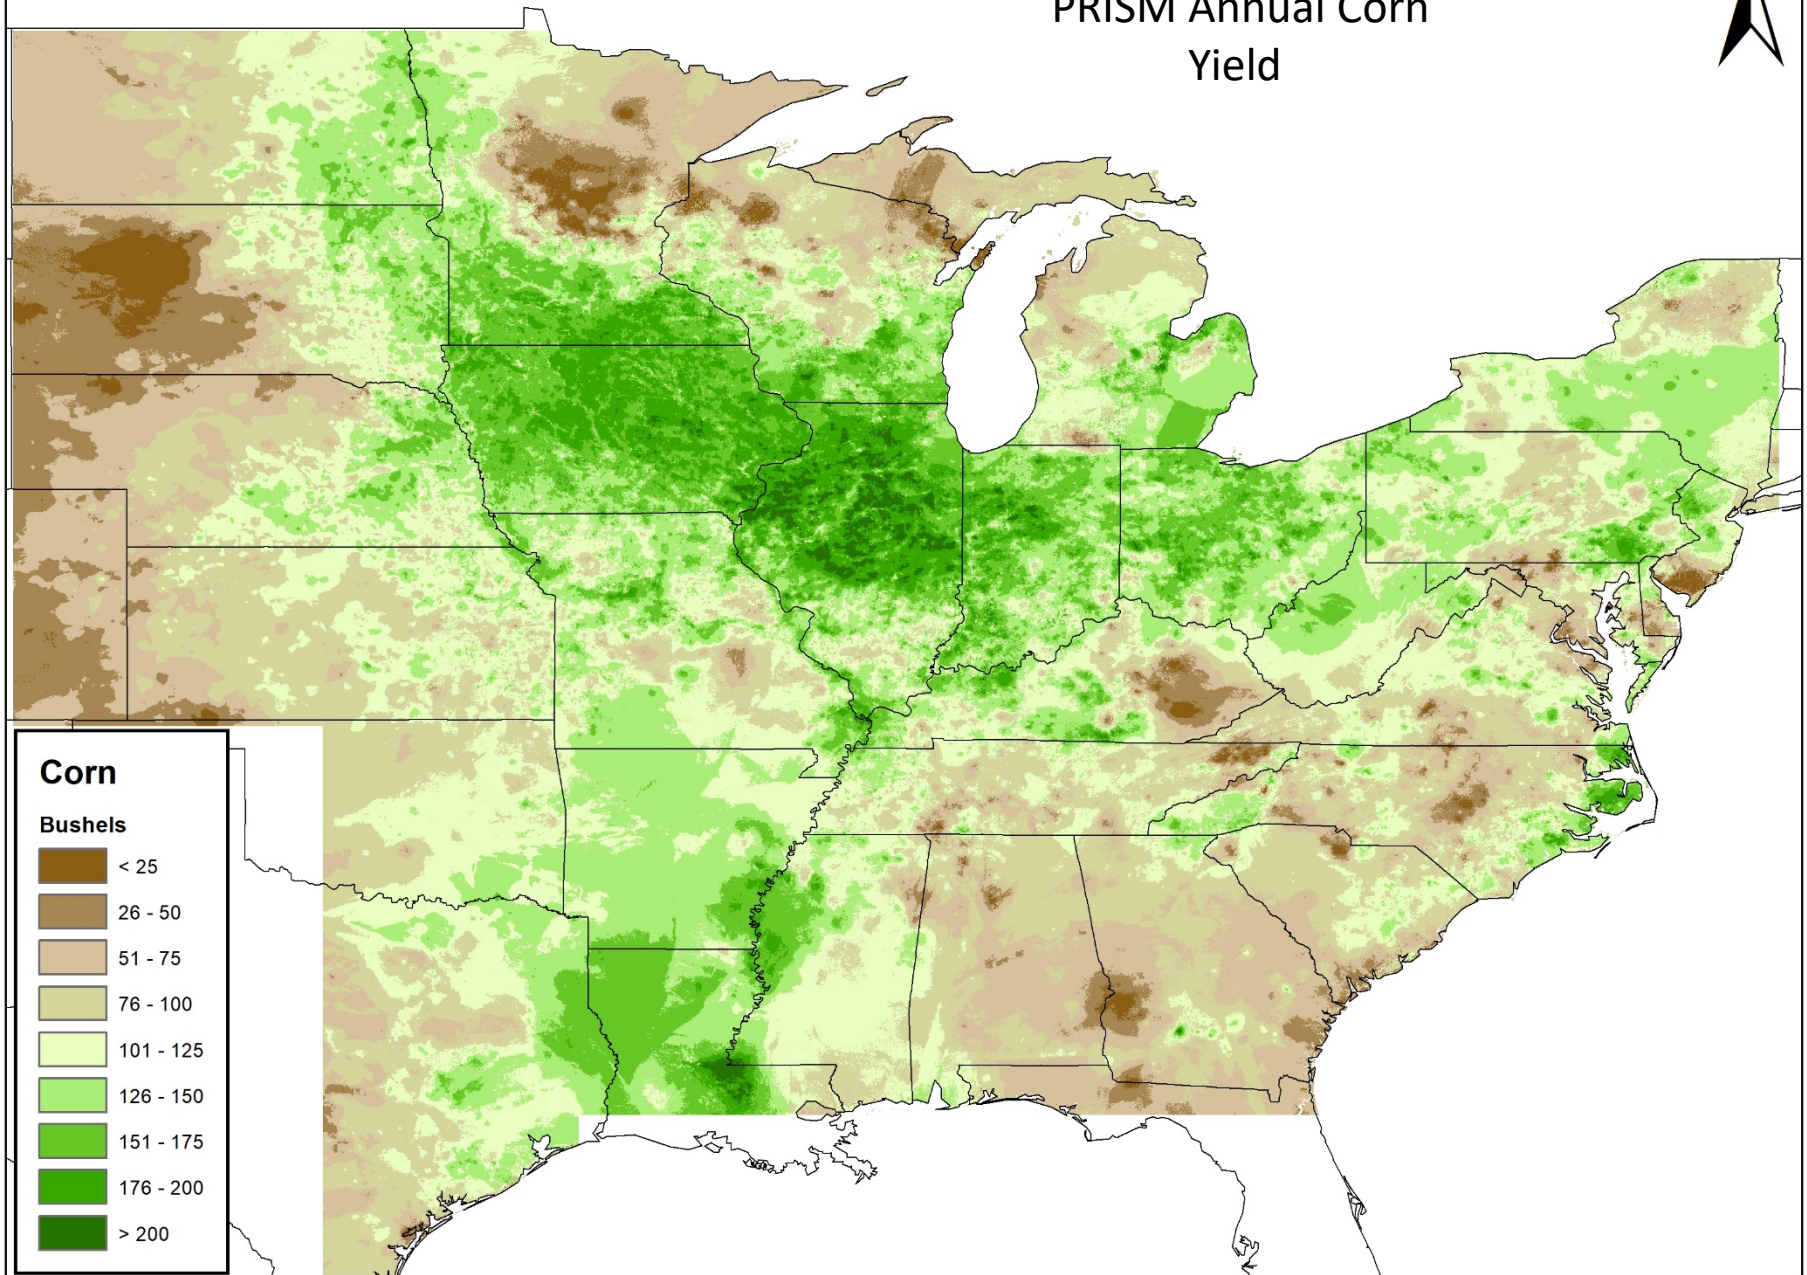 PRISM Annual Corn
Yield
Corn
Bushels
< 25
26 - 50
51 - 75
76 - 100
101 - 125
126 - 150
151 - 175
176 - 200
> 200